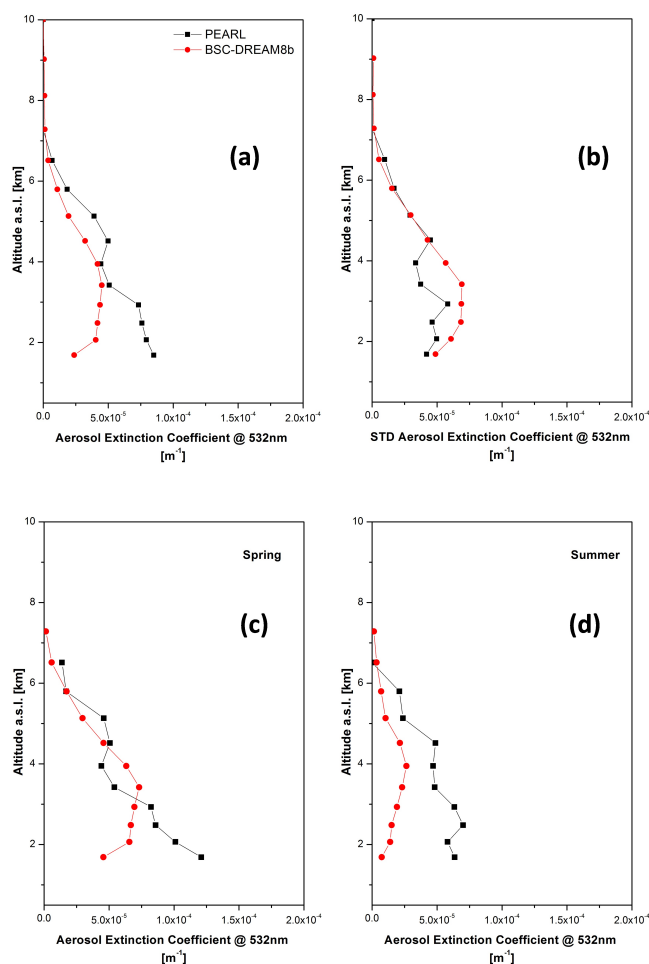 PEARL
BSC-DREAM8b
(a)
Altitude a.s.l. [km]
10
8
6
4
2
0.0 5.0x10⁻⁵ 1.0x10⁻⁴ 1.5x10⁻⁴ 2.0x10⁻⁴
Aerosol Extinction Coefficient @ 532nm
[m⁻¹]
(b)
Altitude a.s.l. [km]
10
8
6
4
2
0.0 5.0x10⁻⁵ 1.0x10⁻⁴ 1.5x10⁻⁴ 2.0x10⁻⁴
STD Aerosol Extinction Coefficient @ 532nm
[m⁻¹]
Spring
(c)
Altitude a.s.l. [km]
10
8
6
4
2
0.0 5.0x10⁻⁵ 1.0x10⁻⁴ 1.5x10⁻⁴ 2.0x10⁻⁴
Aerosol Extinction Coefficient @ 532nm
[m⁻¹]
Summer
(d)
Altitude a.s.l. [km]
10
8
6
4
2
0.0 5.0x10⁻⁵ 1.0x10⁻⁴ 1.5x10⁻⁴ 2.0x10⁻⁴
Aerosol Extinction Coefficient @ 532nm
[m⁻¹]